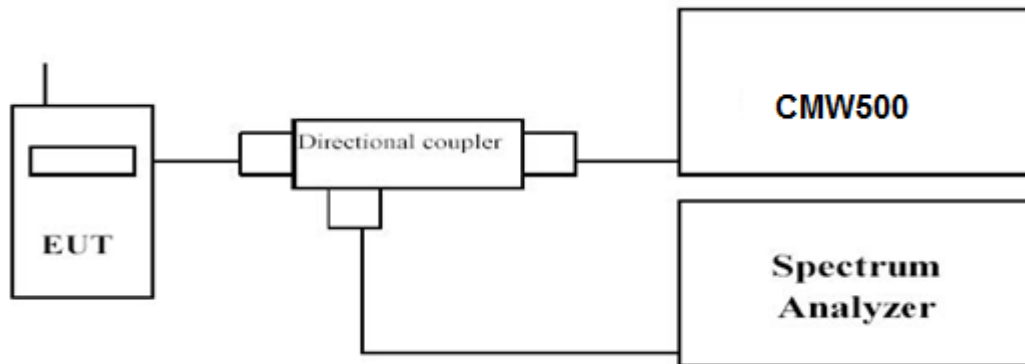 CMW500
Directional coupler
EUT
Spectrum
Analyzer